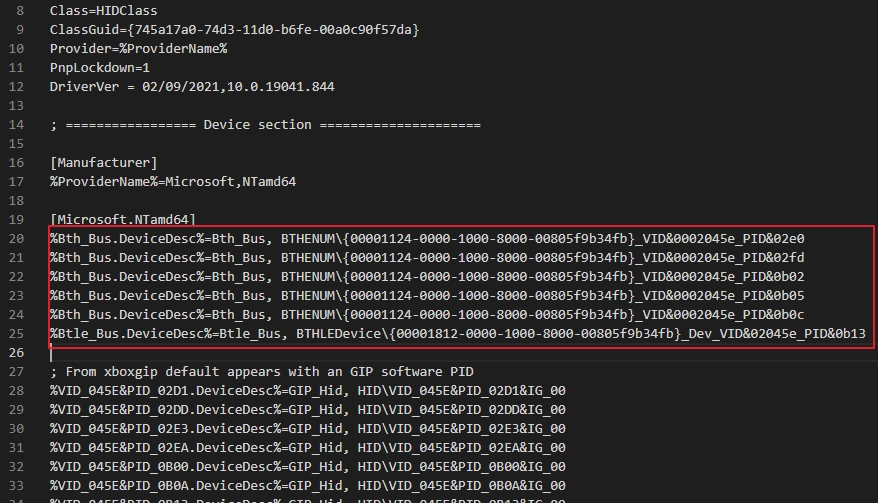 8 Class=HIDClass
9 ClassGuid={745a17a0-74d3-11d0-b6fe-00a0c90f57da}
10 Provider=%ProviderName%
11 PnpLockdown=1
12 DriverVer = 02/09/2021,10.0.19041.844
13
14 ; ================= Device section =====================
15
16 [Manufacturer]
17 %ProviderName%=Microsoft,NTamd64
18
19 [Microsoft.NTamd64]
20 %Bth_Bus.DeviceDesc%=Bth_Bus, BTHENUM\{00001124-0000-1000-8000-00805f9b34fb}_VID&0002045e_PID&02e0
21 %Bth_Bus.DeviceDesc%=Bth_Bus, BTHENUM\{00001124-0000-1000-8000-00805f9b34fb}_VID&0002045e_PID&02fd
22 %Bth_Bus.DeviceDesc%=Bth_Bus, BTHENUM\{00001124-0000-1000-8000-00805f9b34fb}_VID&0002045e_PID&0b02
23 %Bth_Bus.DeviceDesc%=Bth_Bus, BTHENUM\{00001124-0000-1000-8000-00805f9b34fb}_VID&0002045e_PID&0b05
24 %Bth_Bus.DeviceDesc%=Bth_Bus, BTHENUM\{00001124-0000-1000-8000-00805f9b34fb}_VID&0002045e_PID&0b0c
25 %Btle_Bus.DeviceDesc%=Btle_Bus, BTHLEDevice\{00001812-0000-1000-8000-00805f9b34fb}_Dev_VID&02045e_PID&0b13
26
27 ; From xboxgip default appears with an GIP software PID
28 %VID_045E&PID_02D1.DeviceDesc%=GIP_Hid, HID\VID_045E&PID_02D1&IG_00
29 %VID_045E&PID_02DD.DeviceDesc%=GIP_Hid, HID\VID_045E&PID_02DD&IG_00
30 %VID_045E&PID_02E3.DeviceDesc%=GIP_Hid, HID\VID_045E&PID_02E3&IG_00
31 %VID_045E&PID_02EA.DeviceDesc%=GIP_Hid, HID\VID_045E&PID_02EA&IG_00
32 %VID_045E&PID_0B00.DeviceDesc%=GIP_Hid, HID\VID_045E&PID_0B00&IG_00
33 %VID_045E&PID_0B0A.DeviceDesc%=GIP_Hid, HID\VID_045E&PID_0B0A&IG_00